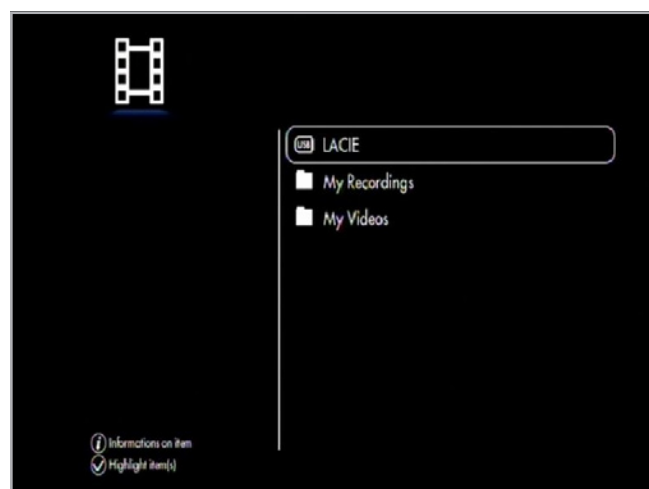 USB LACIE
My Recordings
My Videos
i Informations on item
Highlight item(s)